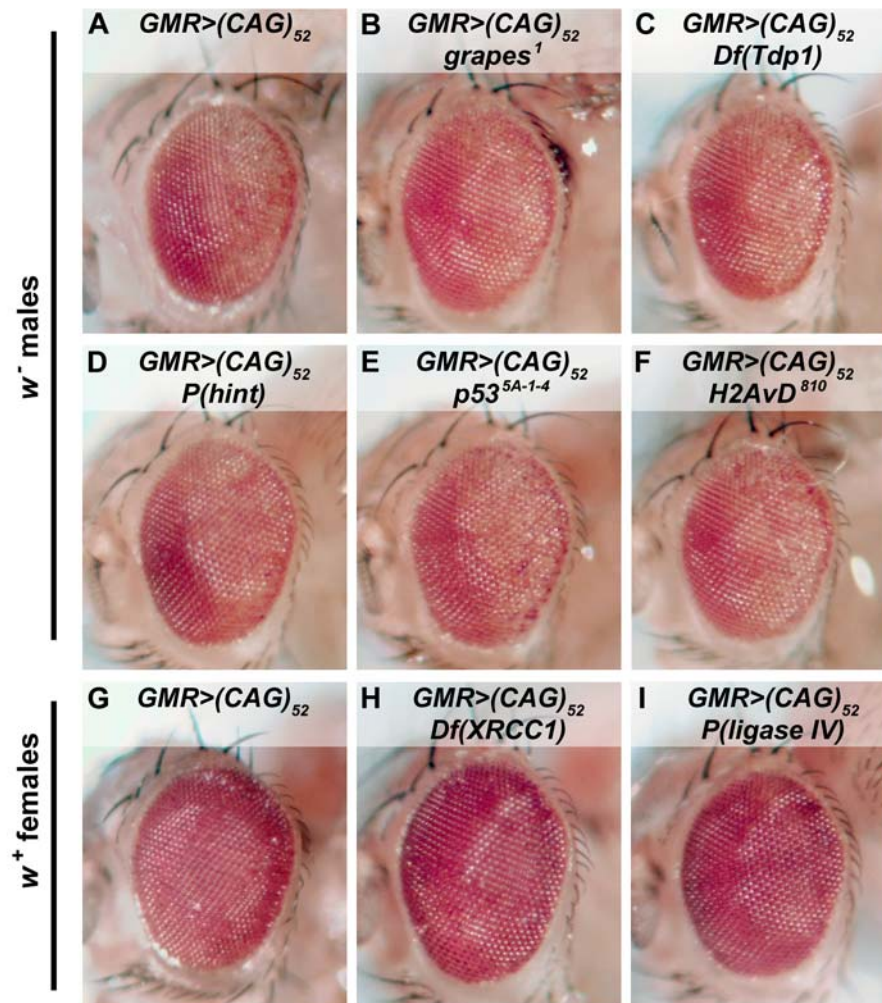 A GMR>(CAG)52
B GMR>(CAG)52
grapes1
C GMR>(CAG)52
Df(Tdp1)
w- males
D GMR>(CAG)52
P(hint)
E GMR>(CAG)52
p535A-1-4
F GMR>(CAG)52
H2AvD810
w+ females
G GMR>(CAG)52
H GMR>(CAG)52
Df(XRCC1)
I GMR>(CAG)52
P(ligase IV)